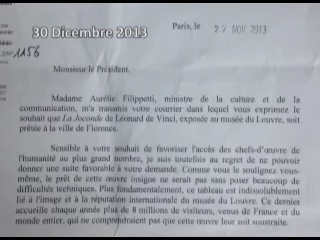 30 Dicembre 2013
Paris, le 27 NOV. 2013
1156
Monsieur le Président,
Madame Aurélie Filippetti, ministre de la culture et de la
communication, m'a transmis votre courrier dans lequel vous exprimez le
souhait que La Joconde de Léonard de Vinci, exposée au musée du Louvre, soit
prêtée à la ville de Florence.
Sensible à votre souhait de favoriser l'accès des chefs-d'œuvre de
l'humanité au plus grand nombre, je suis toutefois au regret de ne pouvoir
donner une suite favorable à votre demande. Comme vous le soulignez vous-
même, le prêt de cette œuvre insigne ne serait pas sans poser beaucoup de
difficultés techniques. Plus fondamentalement, ce tableau est indissolublement
lié à l'image et à la réputation internationale du musée du Louvre. Ce dernier
accueille chaque année plus de 8 millions de visiteurs, venus de France et du
monde entier, qui ne comprendraient pas que cette œuvre leur soit soustraite.